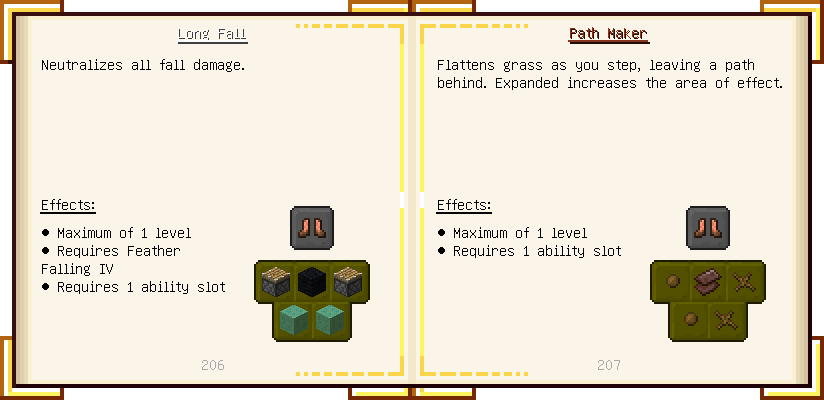 Long Fall
Neutralizes all fall damage.
Effects:
● Maximum of 1 level
● Requires Feather
Falling IV
● Requires 1 ability slot
206
Path Maker
Flattens grass as you step, leaving a path
behind. Expanded increases the area of effect.
Effects:
● Maximum of 1 level
● Requires 1 ability slot
207